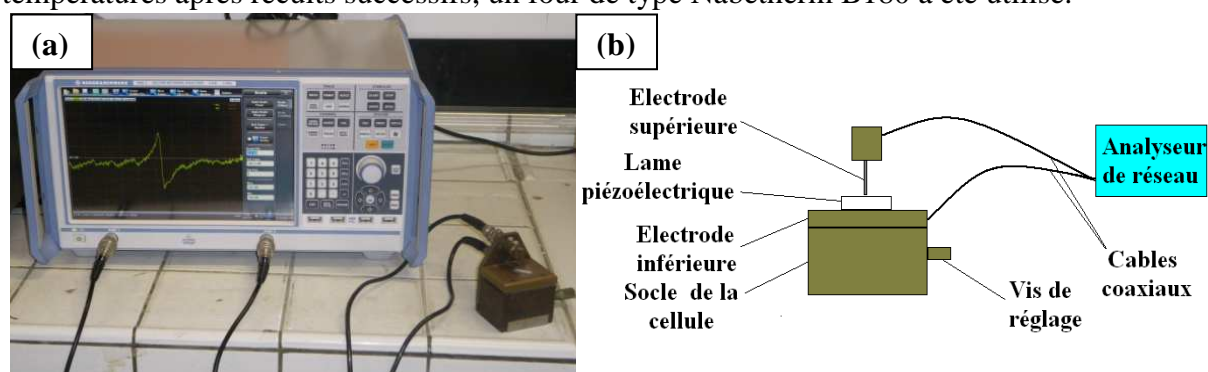 températures après recuits successifs, un four de type Nabetherm B180 a été utilisé.
(a)
(b)
Electrode
supérieure
Lame
piézoélectrique
Electrode
inférieure
Socle de la
cellule
Analyseur
de réseau
Cables
coaxiaux
Vis de
réglage